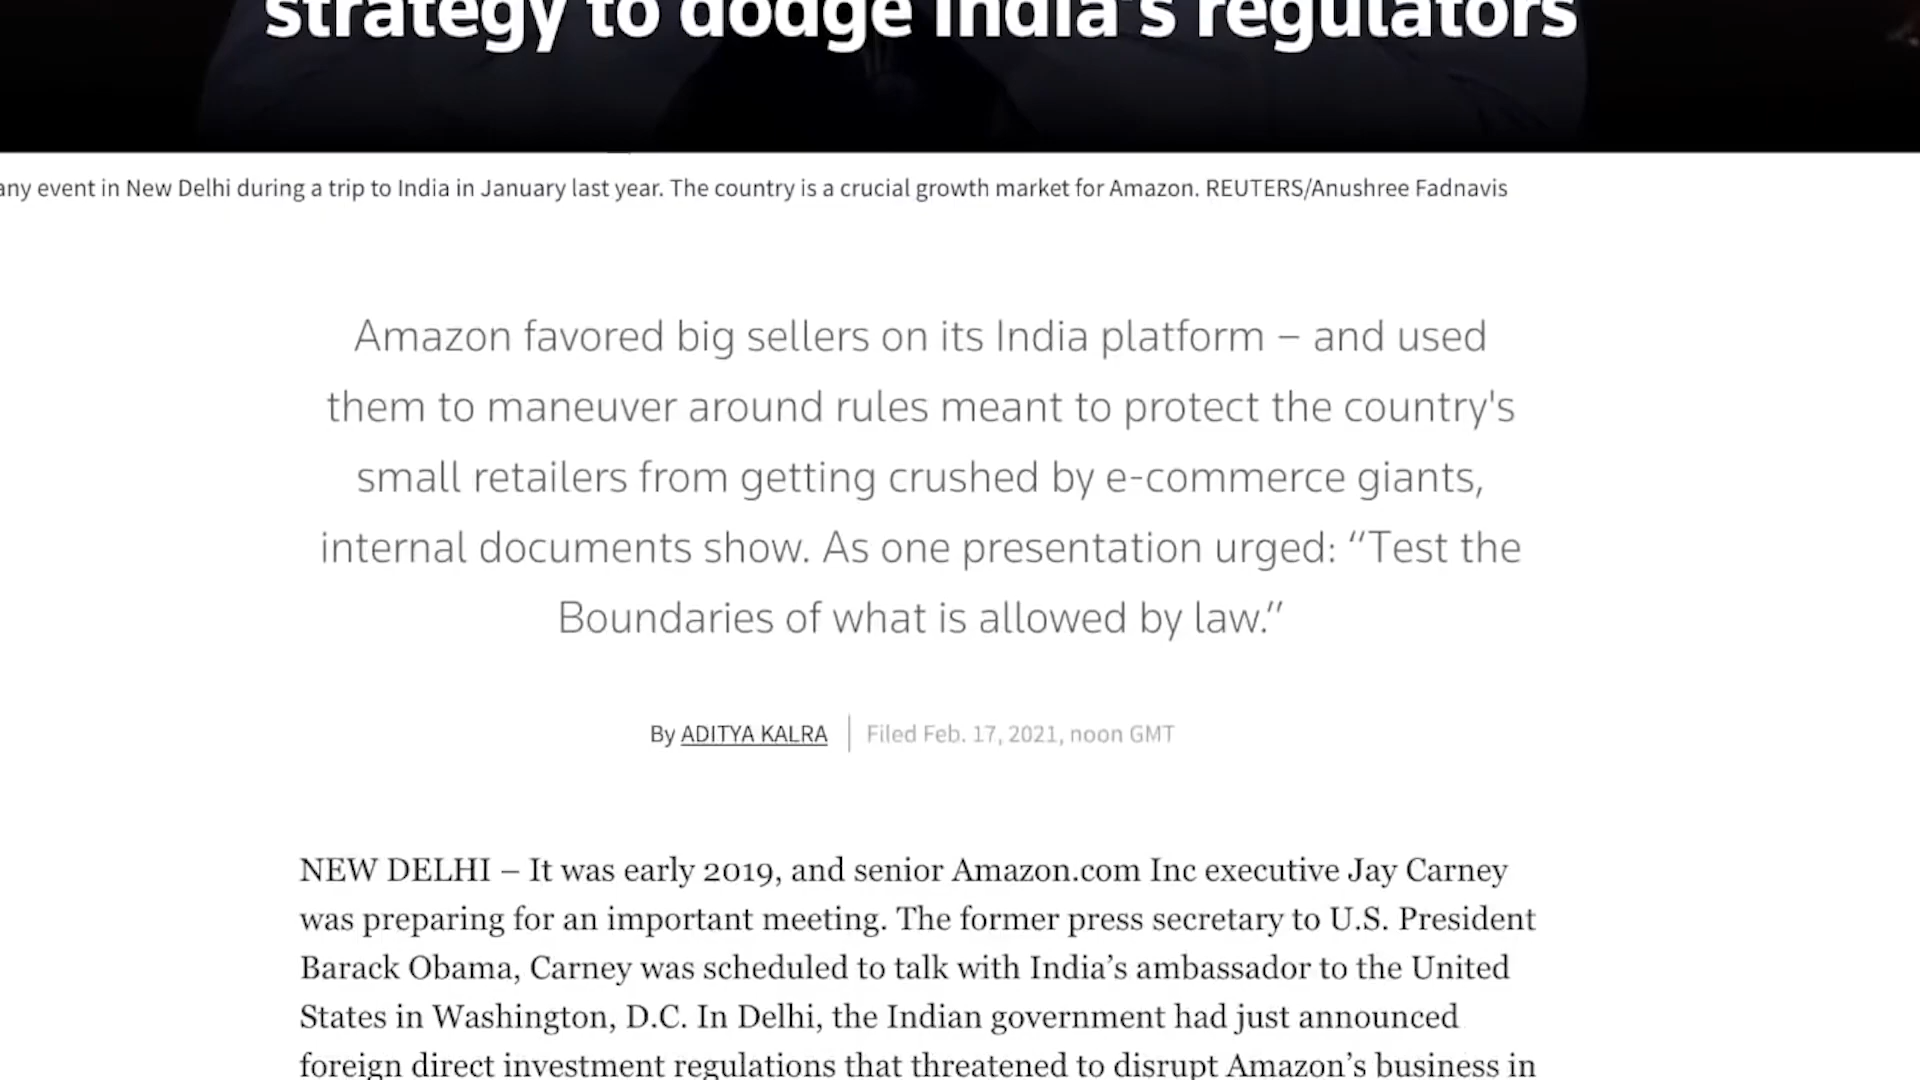 strategy to dodge India's regulators
any event in New Delhi during a trip to India in January last year. The country is a crucial growth market for Amazon. REUTERS/Anushree Fadnavis
Amazon favored big sellers on its India platform – and used
them to maneuver around rules meant to protect the country's
small retailers from getting crushed by e-commerce giants,
internal documents show. As one presentation urged: “Test the
Boundaries of what is allowed by law.”
By ADITYA KALRA | Filed Feb. 17, 2021, noon GMT
NEW DELHI – It was early 2019, and senior Amazon.com Inc executive Jay Carney
was preparing for an important meeting. The former press secretary to U.S. President
Barack Obama, Carney was scheduled to talk with India’s ambassador to the United
States in Washington, D.C. In Delhi, the Indian government had just announced
foreign direct investment regulations that threatened to disrupt Amazon’s business in